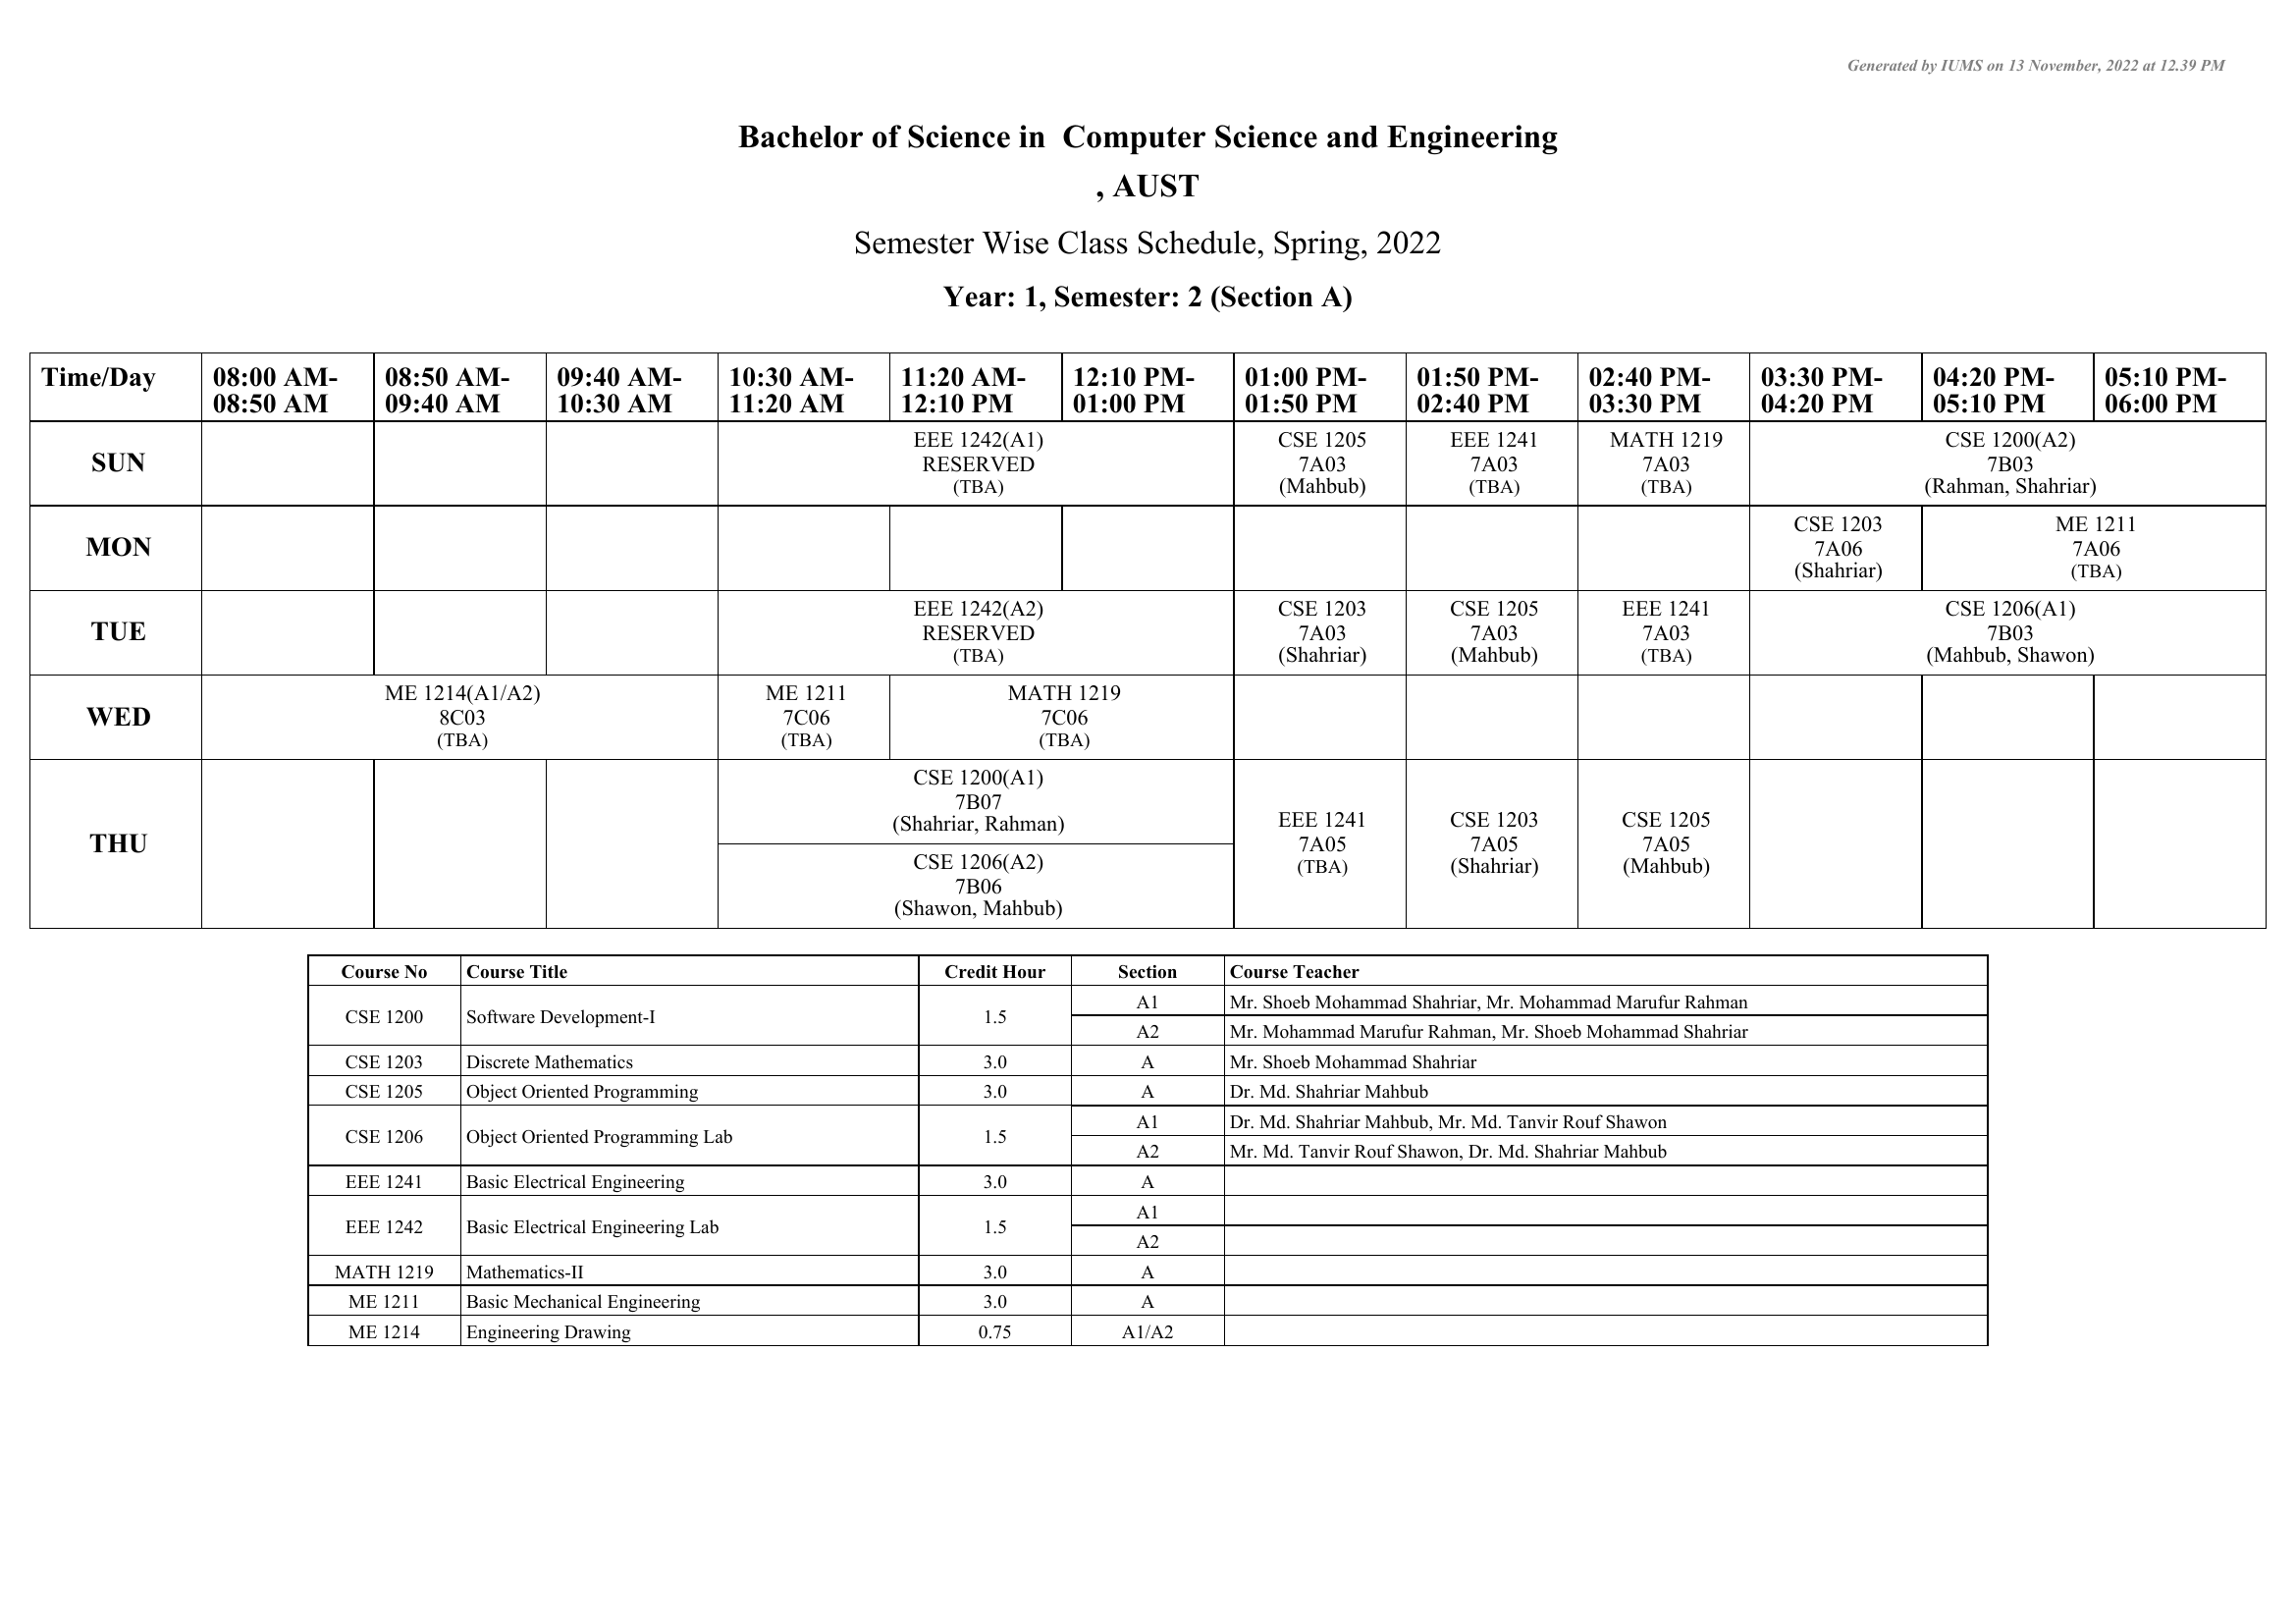 Generated by IUMS on 13 November, 2022 at 12.39 PM
Bachelor of Science in  Computer Science and Engineering
, AUST
Semester Wise Class Schedule, Spring, 2022
Year: 1, Semester: 2 (Section A)
Time/Day
08:00 AM-
08:50 AM
08:50 AM-
09:40 AM
09:40 AM-
10:30 AM
10:30 AM-
11:20 AM
11:20 AM-
12:10 PM
12:10 PM-
01:00 PM
01:00 PM-
01:50 PM
01:50 PM-
02:40 PM
02:40 PM-
03:30 PM
03:30 PM-
04:20 PM
04:20 PM-
05:10 PM
05:10 PM-
06:00 PM
SUN
EEE 1242(A1)
RESERVED
(TBA)
CSE 1205
7A03
(Mahbub)
EEE 1241
7A03
(TBA)
MATH 1219
7A03
(TBA)
CSE 1200(A2)
7B03
(Rahman, Shahriar)
MON
CSE 1203
7A06
(Shahriar)
ME 1211
7A06
(TBA)
TUE
EEE 1242(A2)
RESERVED
(TBA)
CSE 1203
7A03
(Shahriar)
CSE 1205
7A03
(Mahbub)
EEE 1241
7A03
(TBA)
CSE 1206(A1)
7B03
(Mahbub, Shawon)
WED
ME 1214(A1/A2)
8C03
(TBA)
ME 1211
7C06
(TBA)
MATH 1219
7C06
(TBA)
THU
CSE 1200(A1)
7B07
(Shahriar, Rahman)
CSE 1206(A2)
7B06
(Shawon, Mahbub)
EEE 1241
7A05
(TBA)
CSE 1203
7A05
(Shahriar)
CSE 1205
7A05
(Mahbub)
Course No Course Title Credit Hour Section Course Teacher
CSE 1200 Software Development-I 1.5 A1 Mr. Shoeb Mohammad Shahriar, Mr. Mohammad Marufur Rahman
A2 Mr. Mohammad Marufur Rahman, Mr. Shoeb Mohammad Shahriar
CSE 1203 Discrete Mathematics 3.0 A Mr. Shoeb Mohammad Shahriar
CSE 1205 Object Oriented Programming 3.0 A Dr. Md. Shahriar Mahbub
CSE 1206 Object Oriented Programming Lab 1.5 A1 Dr. Md. Shahriar Mahbub, Mr. Md. Tanvir Rouf Shawon
A2 Mr. Md. Tanvir Rouf Shawon, Dr. Md. Shahriar Mahbub
EEE 1241 Basic Electrical Engineering 3.0 A
EEE 1242 Basic Electrical Engineering Lab 1.5 A1
A2
MATH 1219 Mathematics-II 3.0 A
ME 1211 Basic Mechanical Engineering 3.0 A
ME 1214 Engineering Drawing 0.75 A1/A2